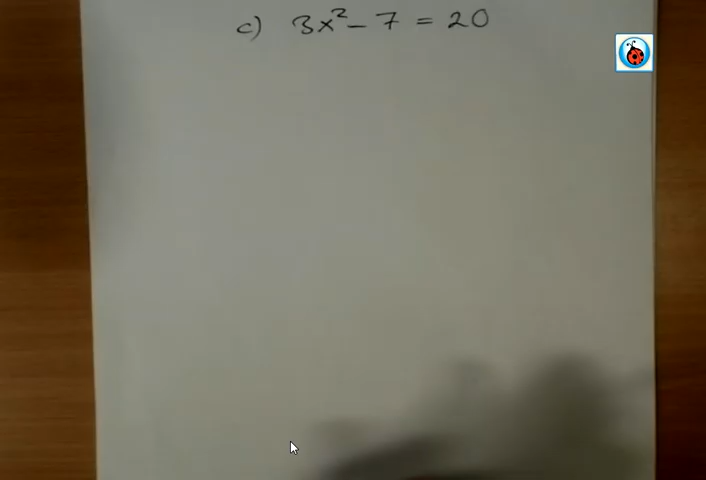 c) 3x² - 7 = 20